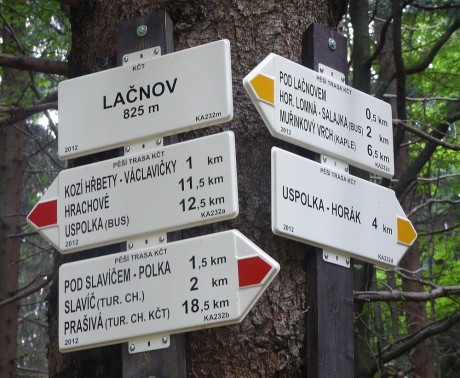 KČT
LAČNOV
825 m
KA232m
PĚŠÍ TRASA KČT
KOZÍ HŘBETY - VÁCLAVIČKY 1 km
HRACHOVÉ 11,5 km
USPOLKA (BUS) 12,5 km
2012 KA232a
KČT
PĚŠÍ TRASA KČT
POD SLAVÍČEM - POLKA 1,5 km
SLAVÍČ (TUR. CH.) 2 km
PRAŠIVÁ (TUR. CH. KČT) 18,5 km
2012 KA232b
KČT
PĚŠÍ TRASA KČT
POD LAČNOVEM 0,5 km
HOR. LOMNÁ - SALAJKA (BUS) 2 km
MUŘINKOVÝ VRCH (KAPLE) 6,5 km
2012 KA232c
PĚŠÍ TRASA KČT
USPOLKA - HORÁK 4 km
2012 KA232d